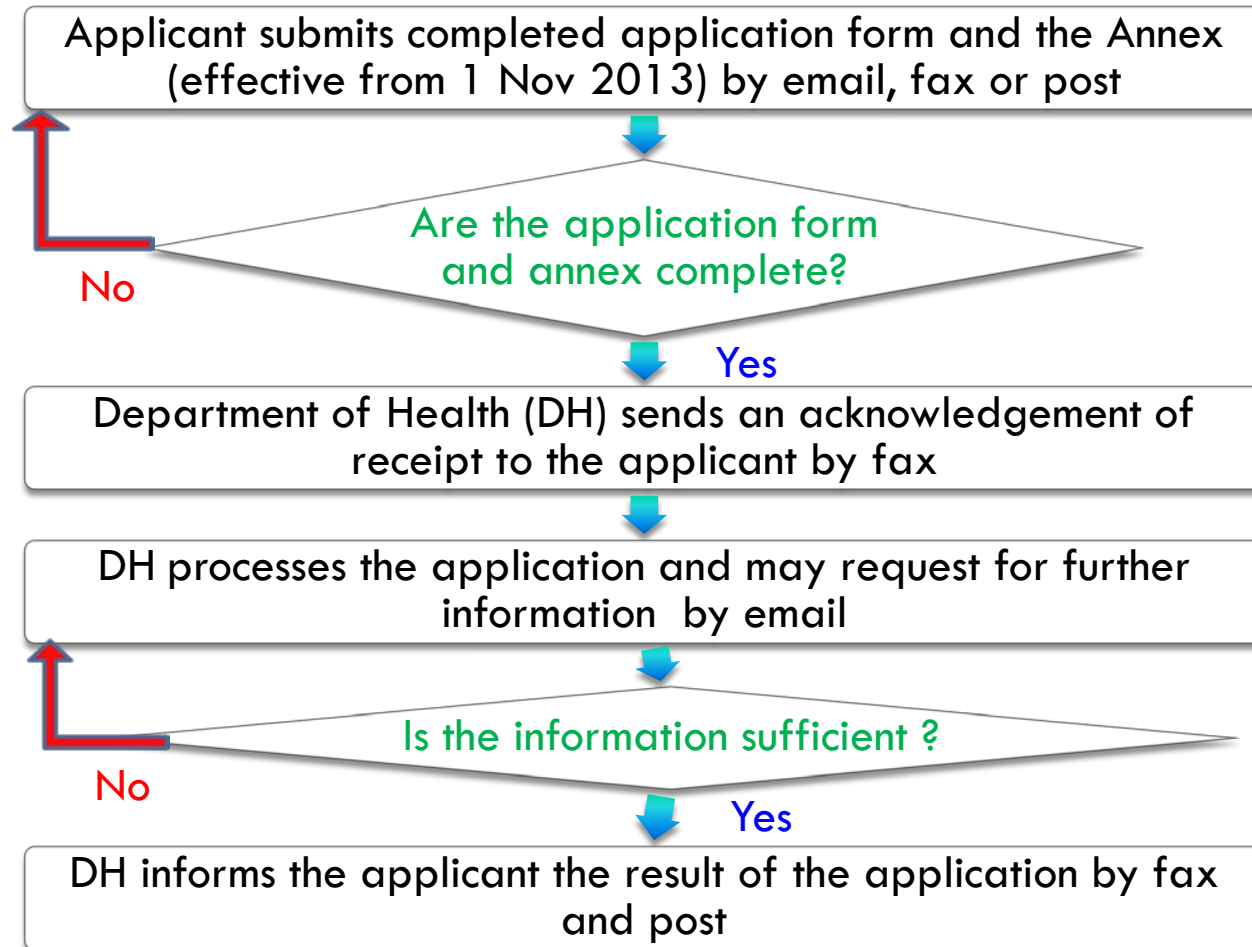 Applicant submits completed application form and the Annex
(effective from 1 Nov 2013) by email, fax or post
Are the application form
and annex complete?
No
Yes
Department of Health (DH) sends an acknowledgement of
receipt to the applicant by fax
DH processes the application and may request for further
information by email
Is the information sufficient ?
No
Yes
DH informs the applicant the result of the application by fax
and post